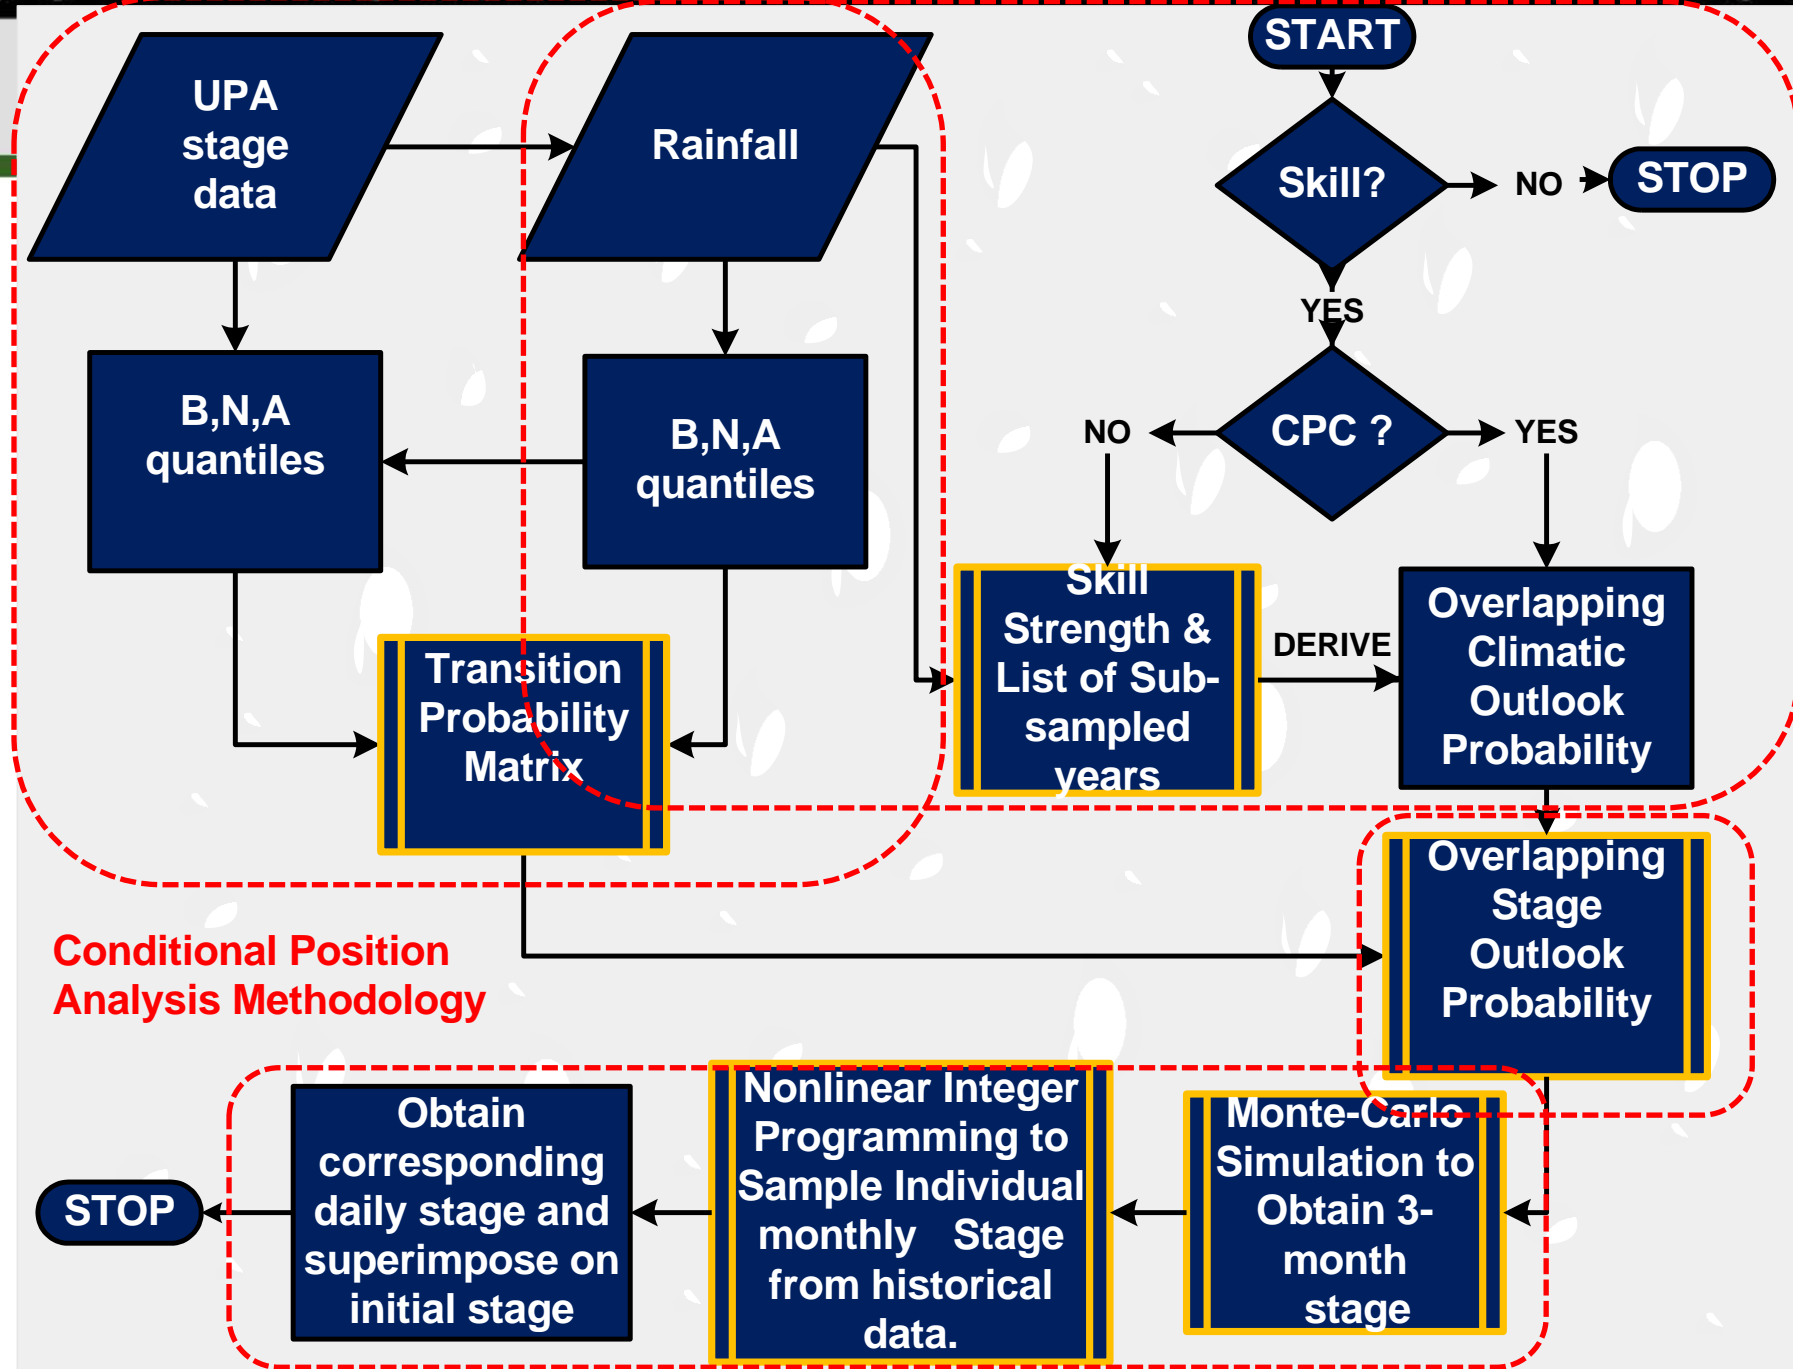 UPA
stage
data
Rainfall
START
Skill?
NO
STOP
YES
CPC ?
NO
YES
B,N,A
quantiles
B,N,A
quantiles
Transition
Probability
Matrix
Skill
Strength &
List of Sub-
sampled
years
DERIVE
Overlapping
Climatic
Outlook
Probability
Overlapping
Stage
Outlook
Probability
Conditional Position
Analysis Methodology
Monte-Carlo
Simulation to
Obtain 3-
month
stage
Nonlinear Integer
Programming to
Sample Individual
monthly Stage
from historical
data.
Obtain
corresponding
daily stage and
superimpose on
initial stage
STOP